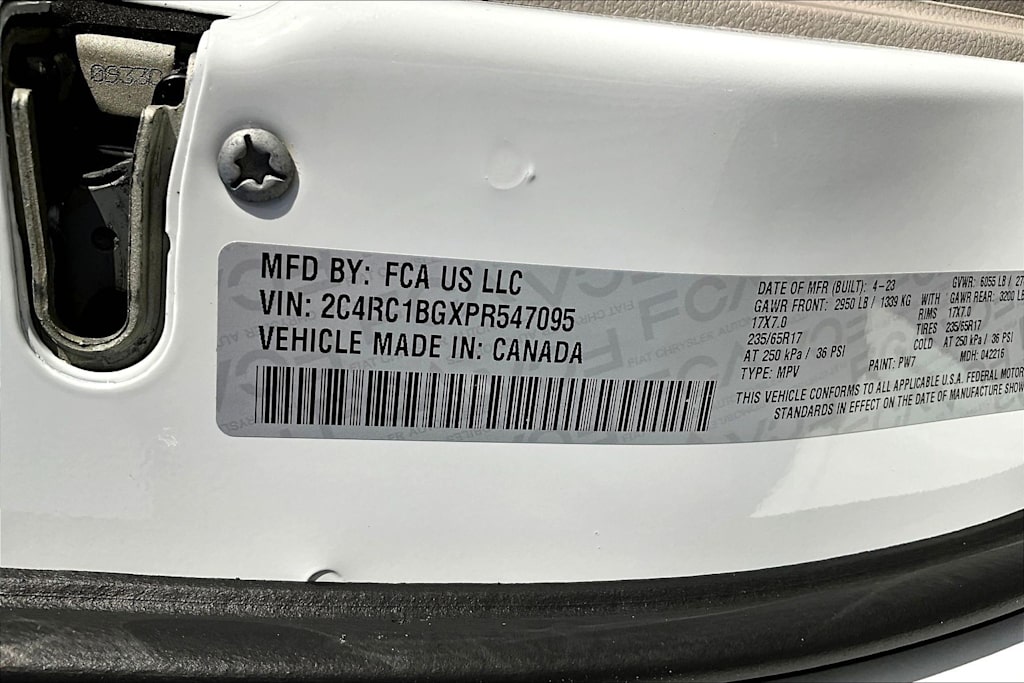 09330
MFD BY: FCA US LLC
VIN: 2C4RC1BGXPR547095
VEHICLE MADE IN: CANADA
DATE OF MFR (BUILT): 4-23 GVWR: 6055 LB / 27
GAWR FRONT: 2950 LB / 1339 KG WITH GAWR REAR: 3200 LB
17X7.0 RIMS 17X7.0
235/65R17 TIRES 235/65R17
AT 250 kPa / 36 PSI COLD AT 250 kPa / 36 PSI
TYPE: MPV PAINT: PW7 MDH: 042216
THIS VEHICLE CONFORMS TO ALL APPLICABLE U.S.A. FEDERAL MOTOR
STANDARDS IN EFFECT ON THE DATE OF MANUFACTURE SHOW